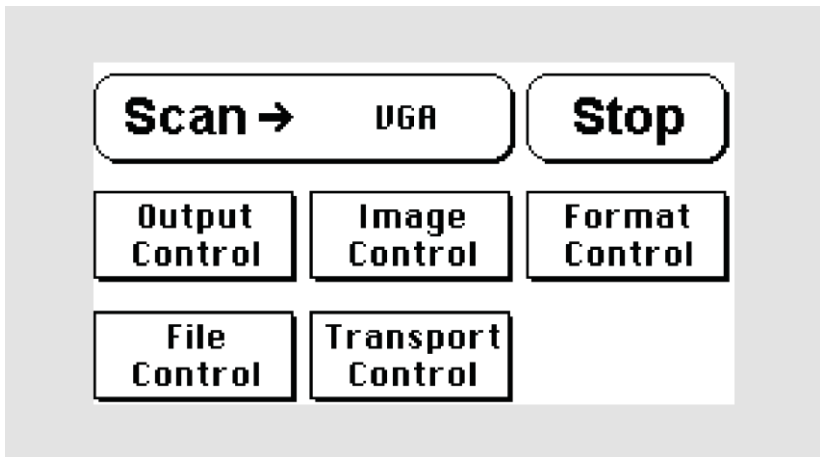 Scan→ VGA Stop
Output Control
Image Control
Format Control
File Control
Transport Control